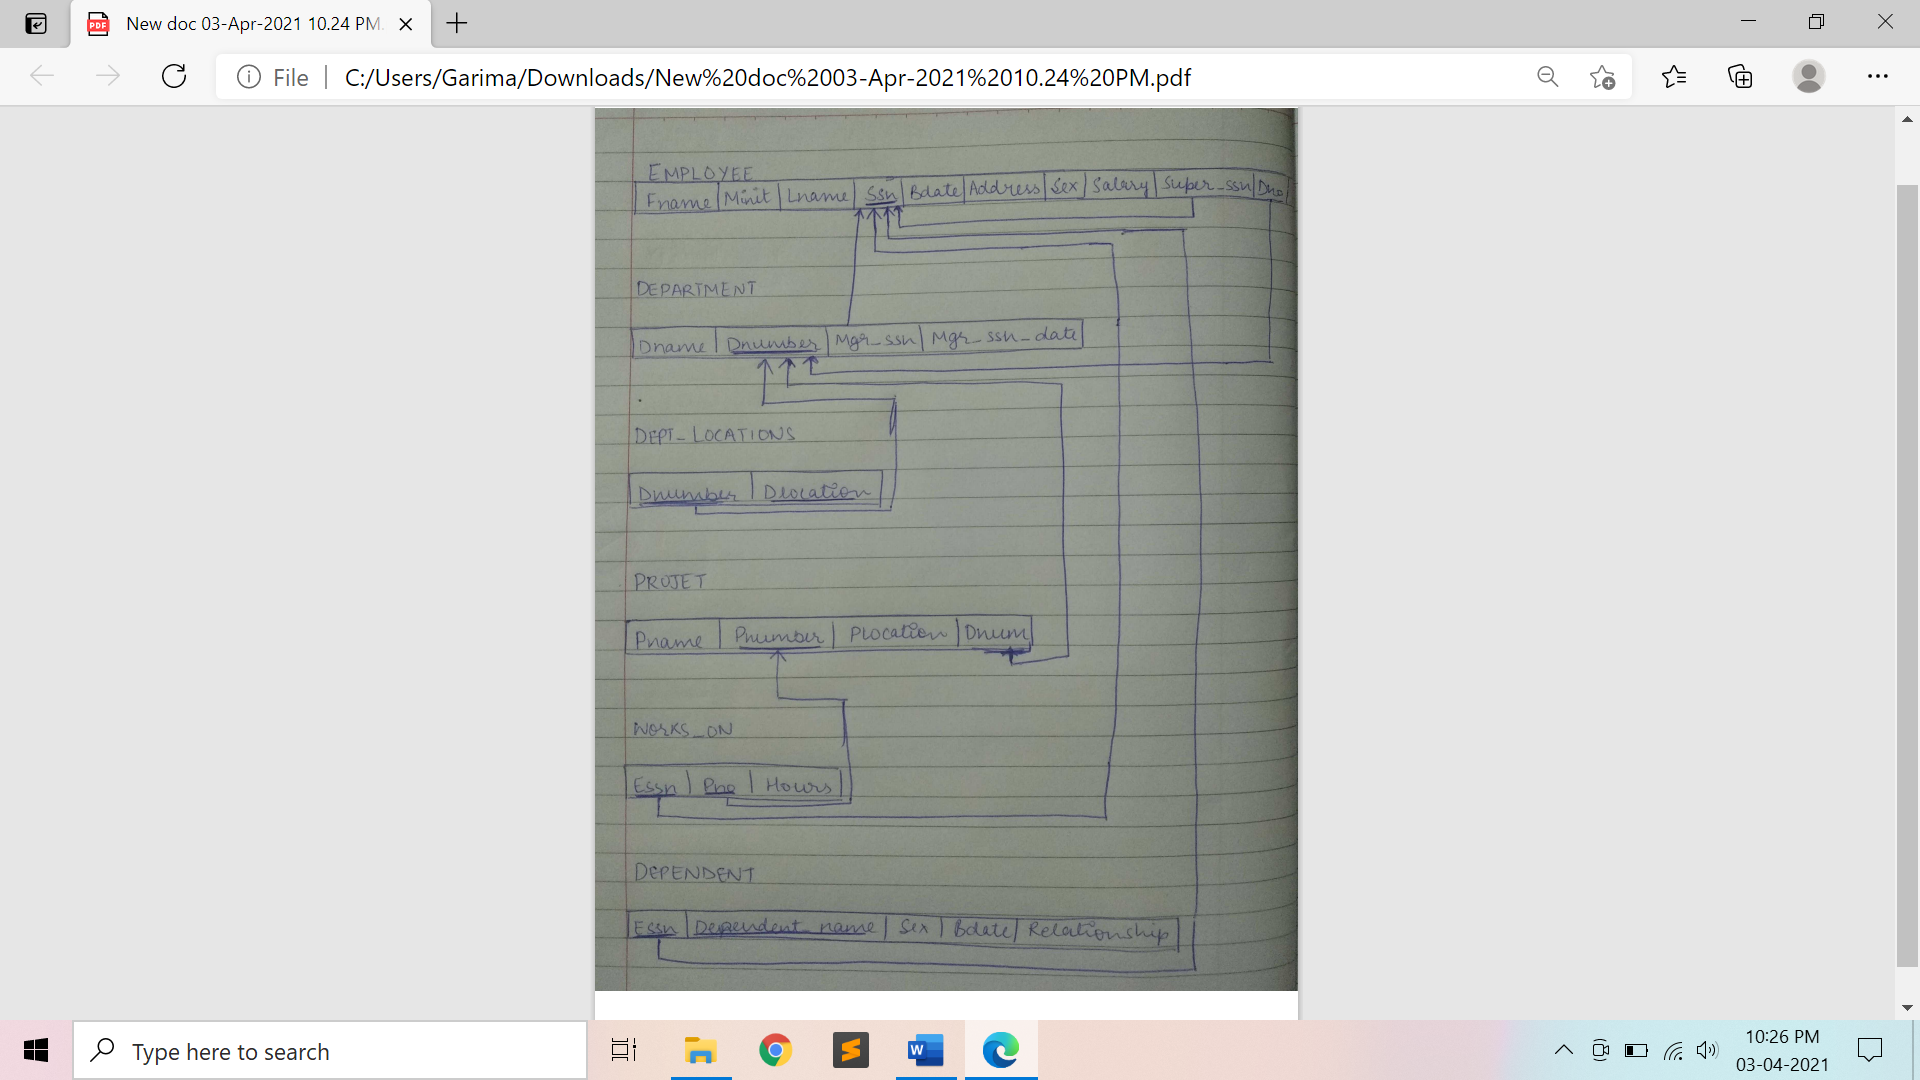 New doc 03-Apr-2021 10.24 PM.
File | C:/Users/Garima/Downloads/New%20doc%2003-Apr-2021%2010.24%20PM.pdf
EMPLOYEE
Fname Minit Lname Ssn Bdate Address Sex Salary Super_ssn Dno
DEPARTMENT
Dname Dnumber Mgr_ssn Mgr_ssn_date
DEPT_LOCATIONS
Dnumber Dlocation
PROJET
Pname Pnumber Plocation Dnum
WORKS_ON
Essn Pno Hours
DEPENDENT
Essn Dependent_name Sex Bdate Relationship
Type here to search
10:26 PM
03-04-2021